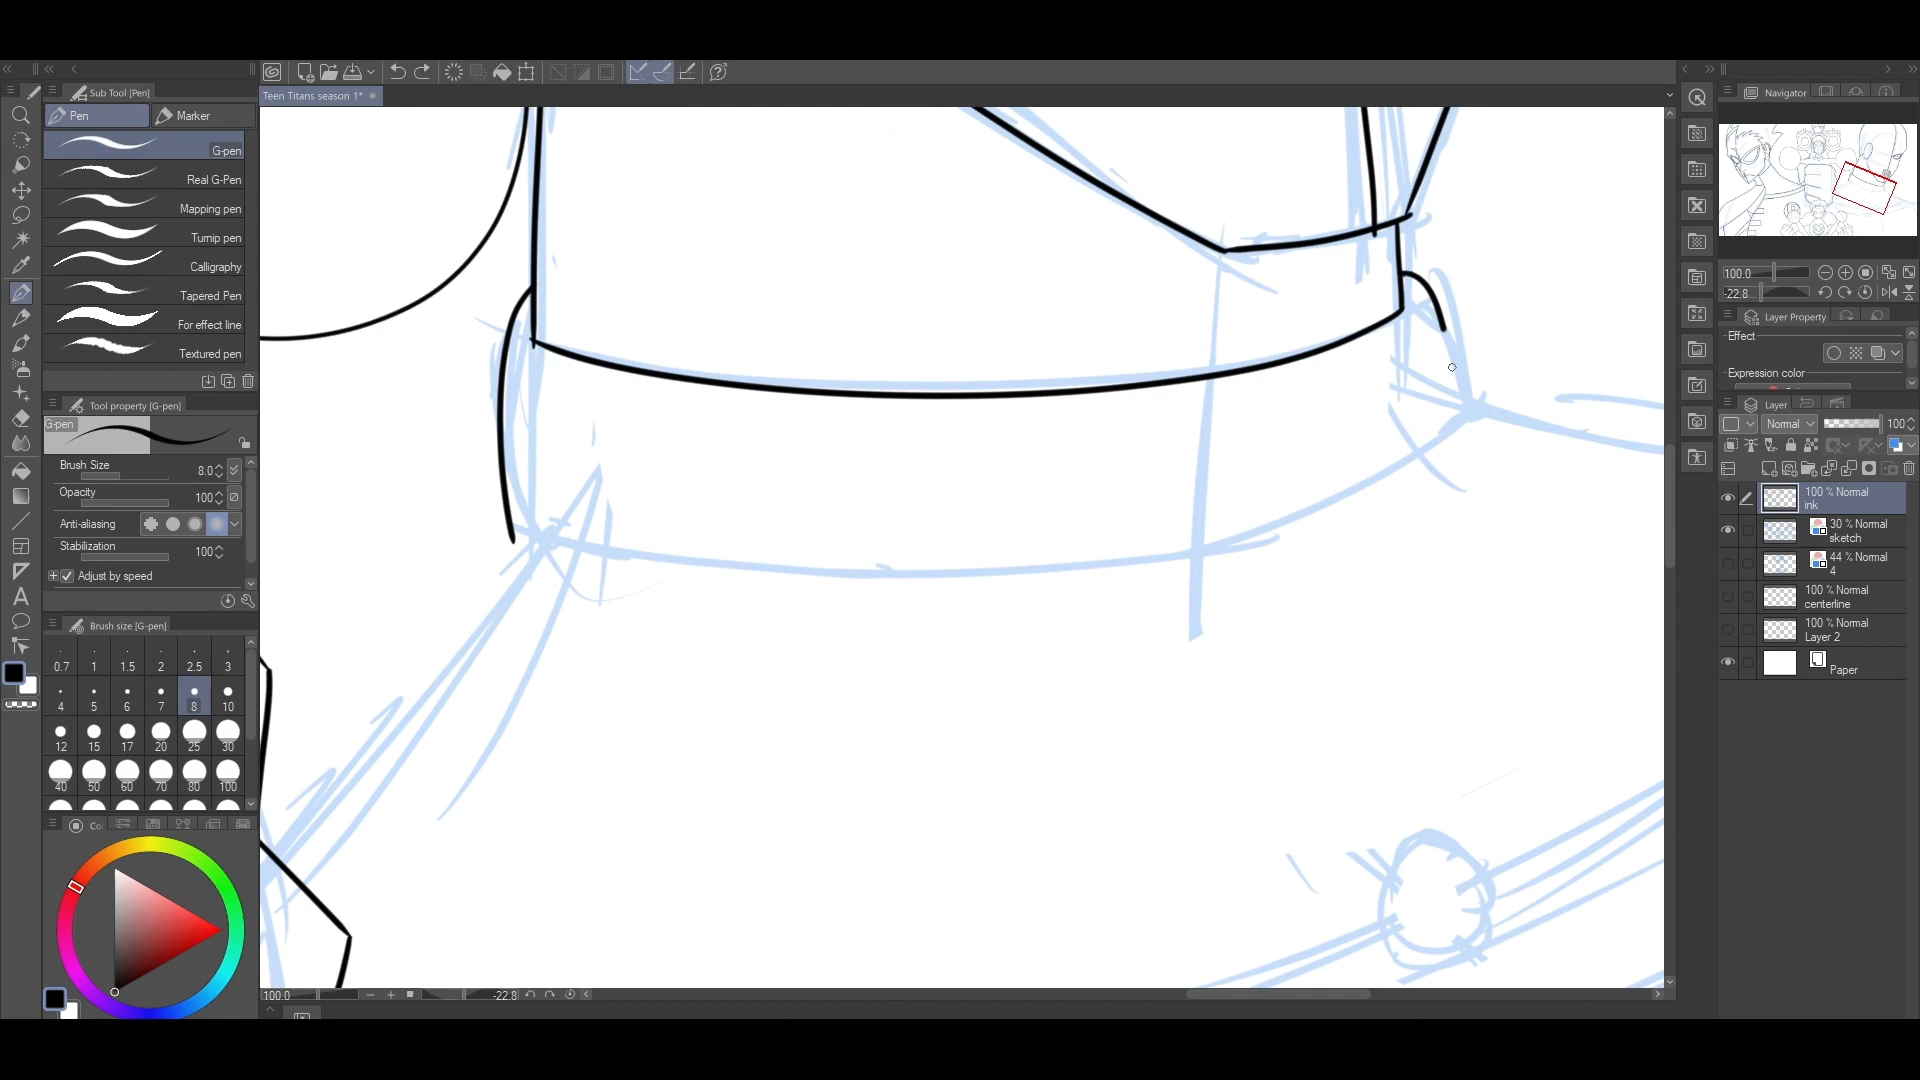 Sub Tool [Pen]
Pen
Marker
G-pen
Real G-Pen
Mapping pen
Turnip pen
Calligraphy
Tapered Pen
For effect line
Textured pen
Tool property [G-pen]
G-pen
Brush Size 8.0
Opacity 100
Anti-aliasing
Stabilization 100
Adjust by speed
Brush size [G-pen]
0.7 1 1.5 2 2.5 3
4 5 6 7 8 10
12 15 17 20 25 30
40 50 60 70 80 100
Co
Teen Titans season 1*
100.0
-22.8
Navigator
100.0
-22.8
Layer Property
Effect
Expression color
Layer
Normal 100
100 % Normal
ink
30 % Normal
sketch
44 % Normal
4
100 % Normal
centerline
100 % Normal
Layer 2
Paper